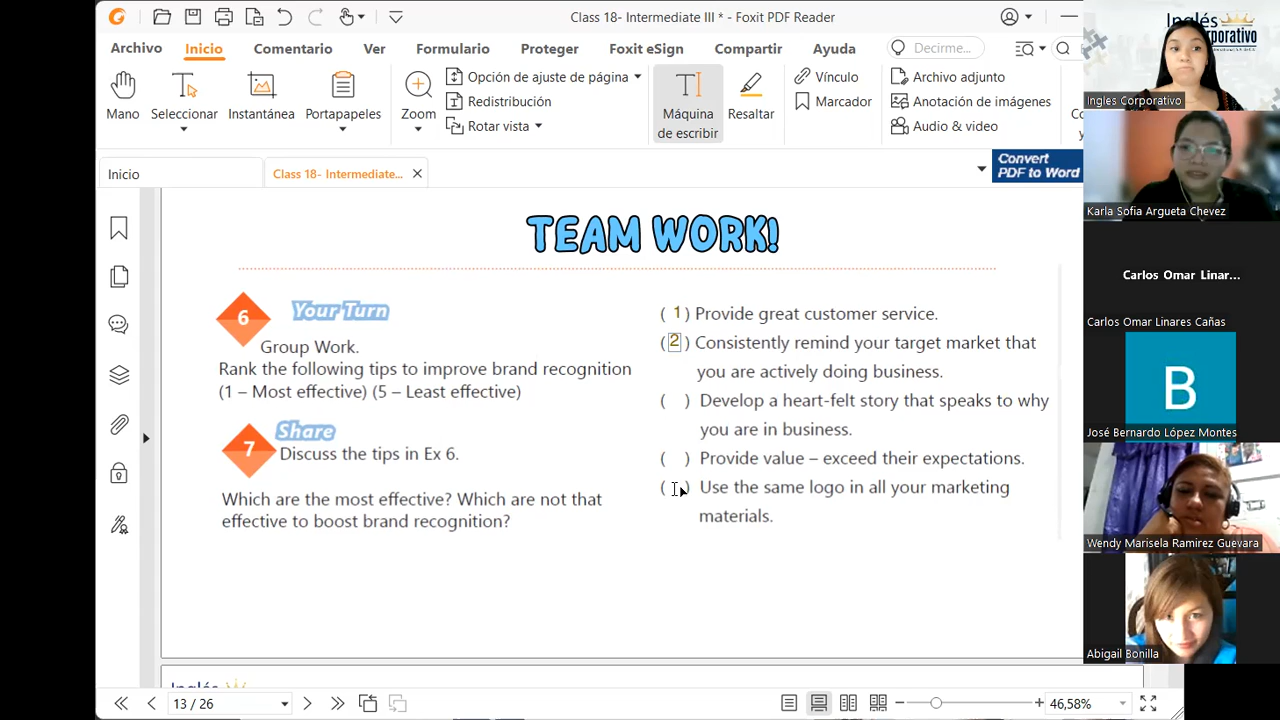 Class 18- Intermediate III * - Foxit PDF Reader
Archivo Inicio Comentario Ver Formulario Proteger Foxit eSign Compartir Ayuda Decirme...
Mano
Seleccionar
Instantánea
Portapapeles
Zoom
Opción de ajuste de página
Redistribución
Rotar vista
Máquina de escribir
Resaltar
Vínculo
Marcador
Archivo adjunto
Anotación de imágenes
Audio & video
Inicio
Class 18- Intermediate...
Convert
PDF to Word
TEAM WORK!
6 Your Turn
Group Work.
Rank the following tips to improve brand recognition
(1 – Most effective) (5 – Least effective)
7 Share
Discuss the tips in Ex 6.
Which are the most effective? Which are not that
effective to boost brand recognition?
( 1 ) Provide great customer service.
( 2 ) Consistently remind your target market that
you are actively doing business.
( ) Develop a heart-felt story that speaks to why
you are in business.
( ) Provide value – exceed their expectations.
( ) Use the same logo in all your marketing
materials.
Inglés
13 / 26
46,58%
Inglés
Corporativo
Ingles Corporativo
Karla Sofia Argueta Chevez
Carlos Omar Linar...
Carlos Omar Linares Cañas
B
José Bernardo López Montes
Wendy Marisela Ramirez Guevara
Abigail Bonilla